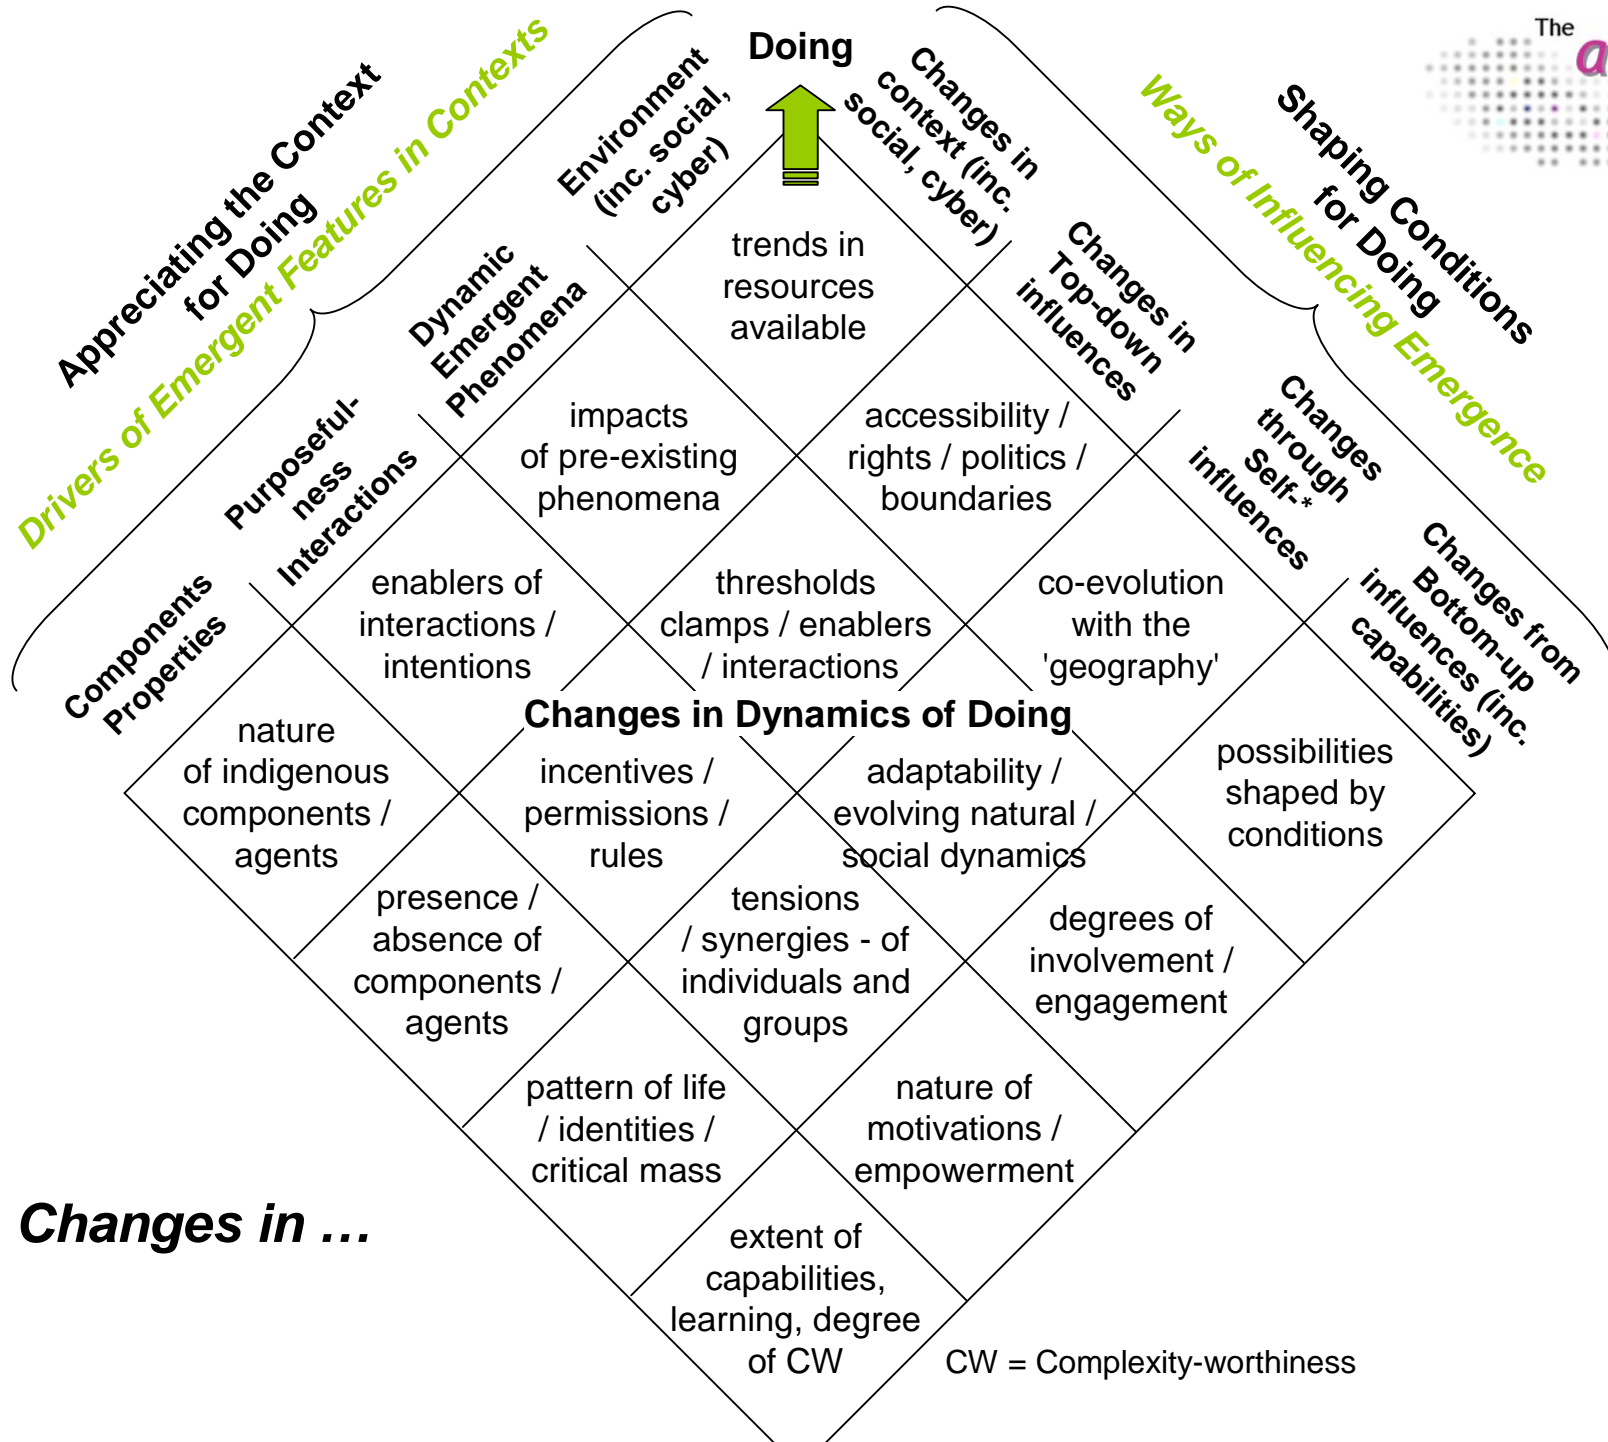 The
a
Doing
Appreciating the Context
for Doing
Drivers of Emergent Features in Contexts
Environment
(inc. social,
cyber)
Dynamic
Emergent
Phenomena
Purposeful-
ness
Interactions
Components
Properties
Changes in
context (inc.
social, cyber)
Changes in
Top-down
influences
Changes
through
Self-*
influences
Changes from
Bottom-up
influences (inc.
capabilities)
Ways of Influencing Emergence
Shaping Conditions
for Doing
trends in
resources
available
impacts
of pre-existing
phenomena
accessibility /
rights / politics /
boundaries
enablers of
interactions /
intentions
thresholds
clamps / enablers
/ interactions
co-evolution
with the
'geography'
Changes in Dynamics of Doing
nature
of indigenous
components /
agents
incentives /
permissions /
rules
adaptability /
evolving natural /
social dynamics
possibilities
shaped by
conditions
presence /
absence of
components /
agents
tensions
/ synergies - of
individuals and
groups
degrees of
involvement /
engagement
pattern of life
/ identities /
critical mass
nature of
motivations /
empowerment
Changes in …
extent of
capabilities,
learning, degree
of CW
CW = Complexity-worthiness